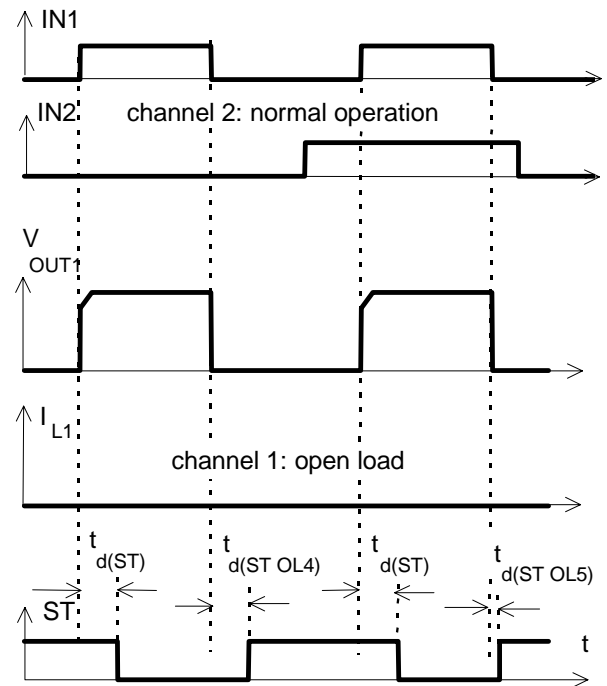 IN1
IN2
channel 2: normal operation
V
OUT1
I L1
channel 1: open load
t d(ST)
t d(ST OL4)
t d(ST)
t d(ST OL5)
ST
t